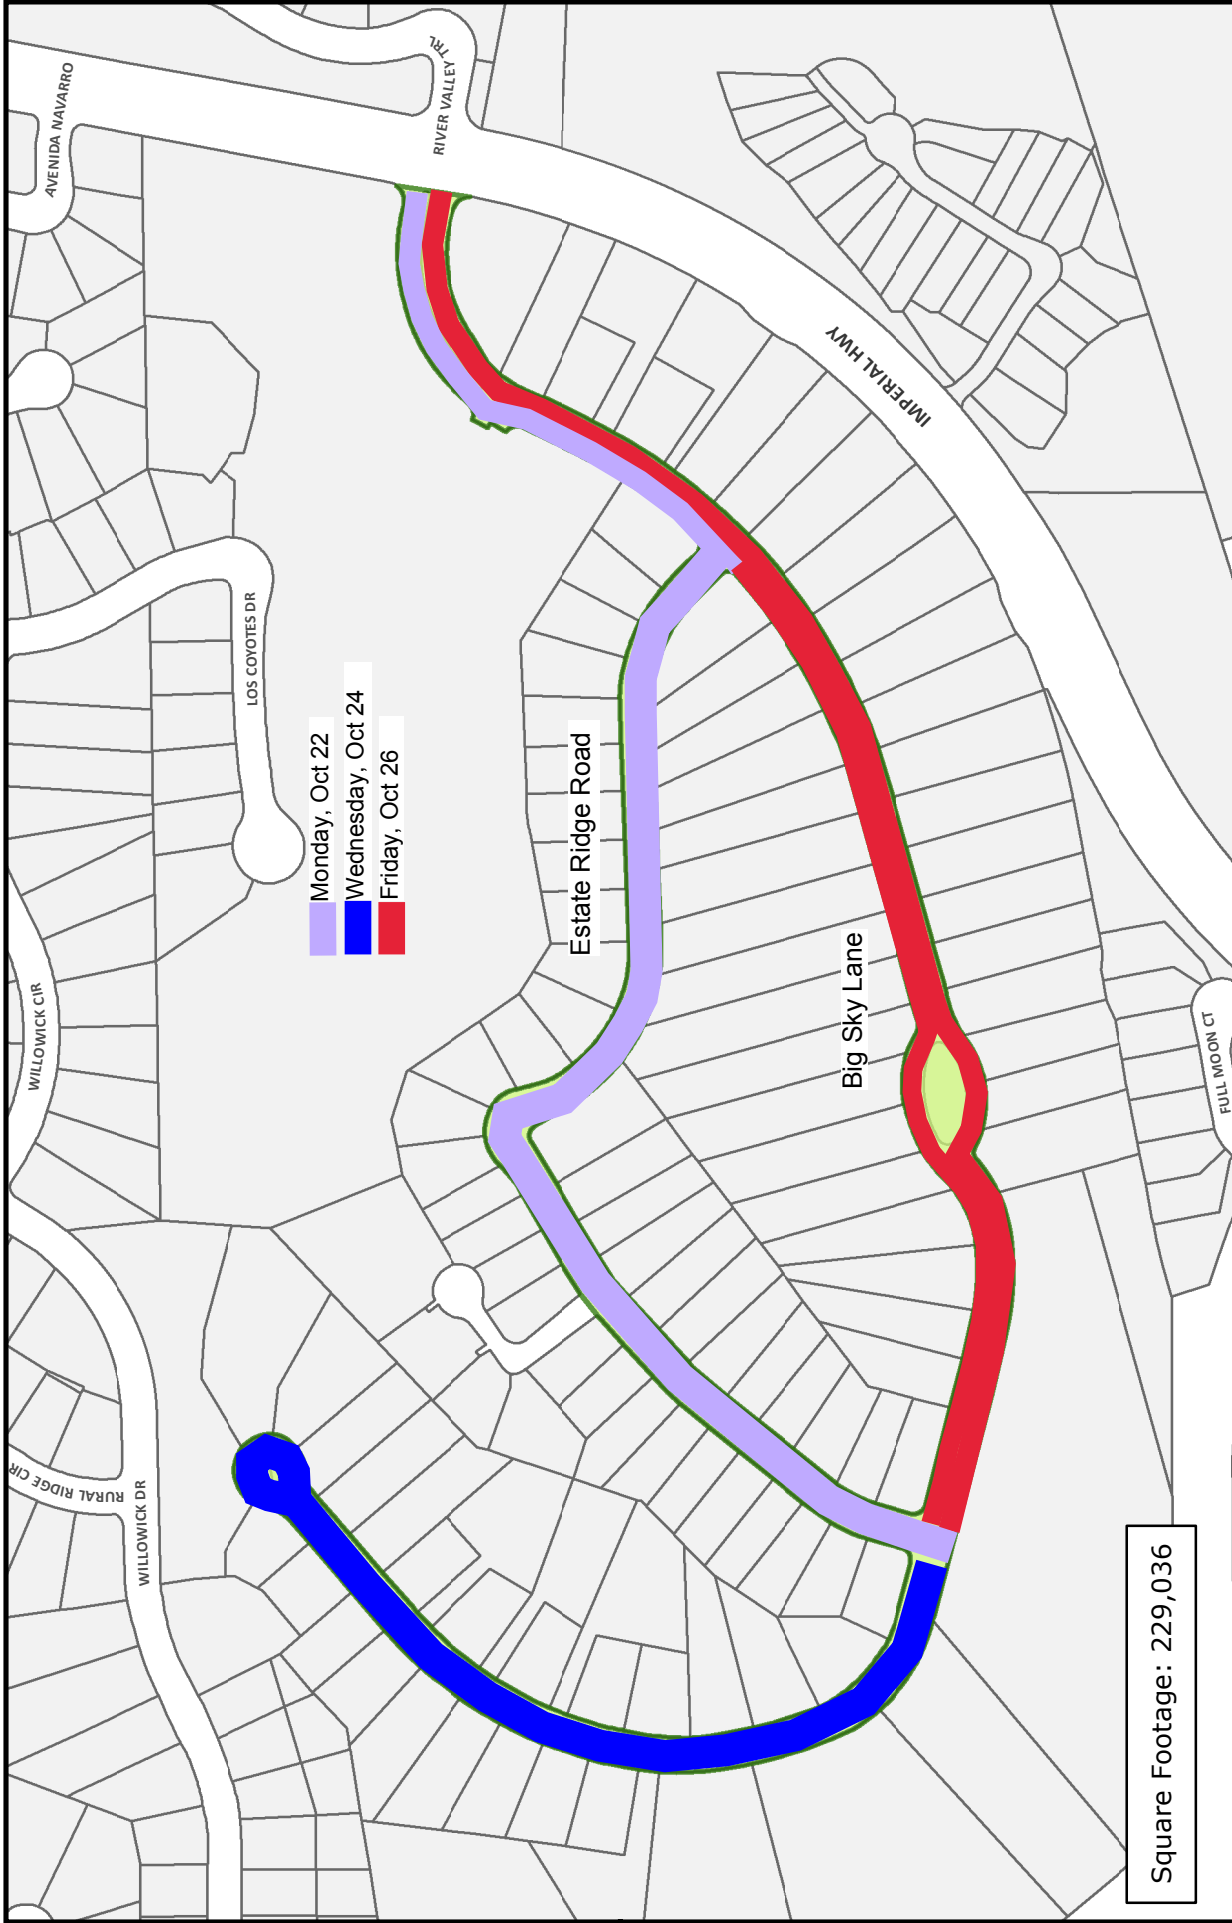 AVENIDA NAVARRO
RIVER VALLEY TRL
IMPERIAL HWY
LOS COYOTES DR
Monday, Oct 22
Wednesday, Oct 24
Friday, Oct 26
Estate Ridge Road
Big Sky Lane
WILLOWICK CIR
FULL MOON CT
RURAL RIDGE CIR
WILLOWICK DR
Square Footage: 229,036